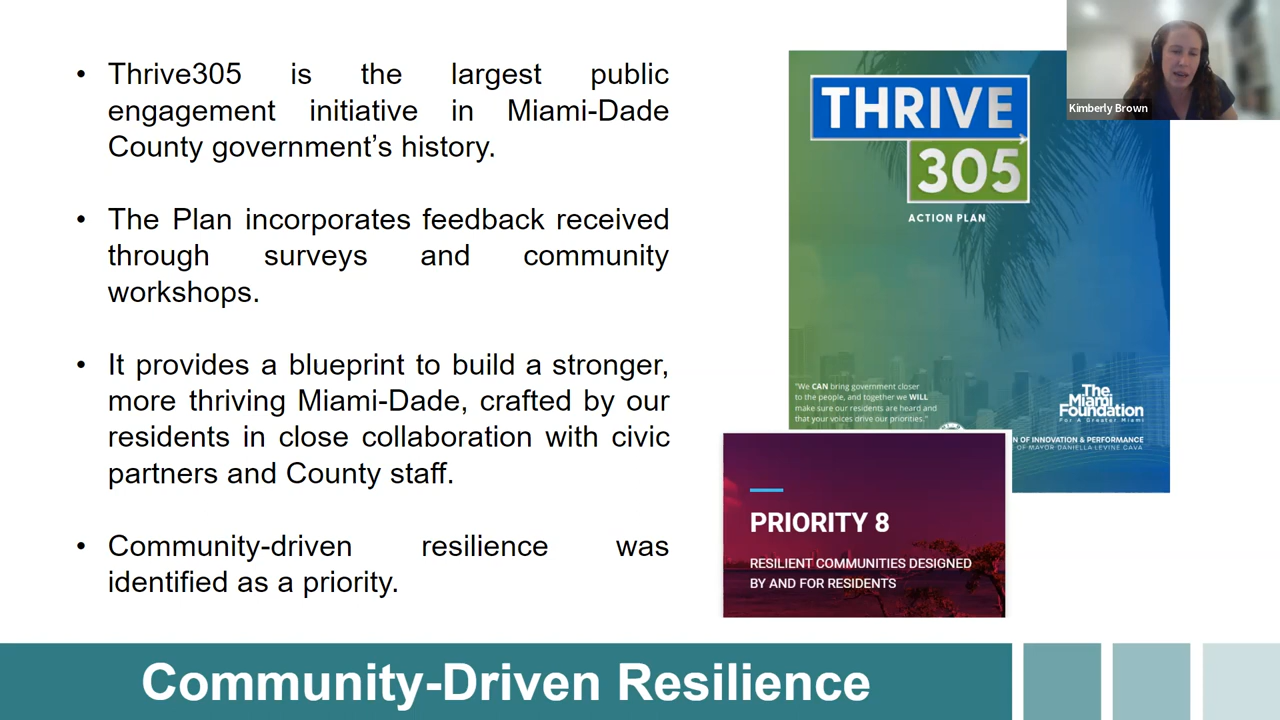 • Thrive305 is the largest public
engagement initiative in Miami-Dade
County government’s history.
• The Plan incorporates feedback received
through surveys and community
workshops.
• It provides a blueprint to build a stronger,
more thriving Miami-Dade, crafted by our
residents in close collaboration with civic
partners and County staff.
• Community-driven resilience was
identified as a priority.
Kimberly Brown
THRIVE
305
ACTION PLAN
"We CAN bring government closer
to the people, and together we WILL
make sure our residents are heard and
that your voices drive our priorities."
The
Miami
Foundation
For A Greater Miami
N OF INNOVATION & PERFORMANCE
OF MAYOR DANIELLA LEVINE CAVA
PRIORITY 8
RESILIENT COMMUNITIES DESIGNED
BY AND FOR RESIDENTS
Community-Driven Resilience